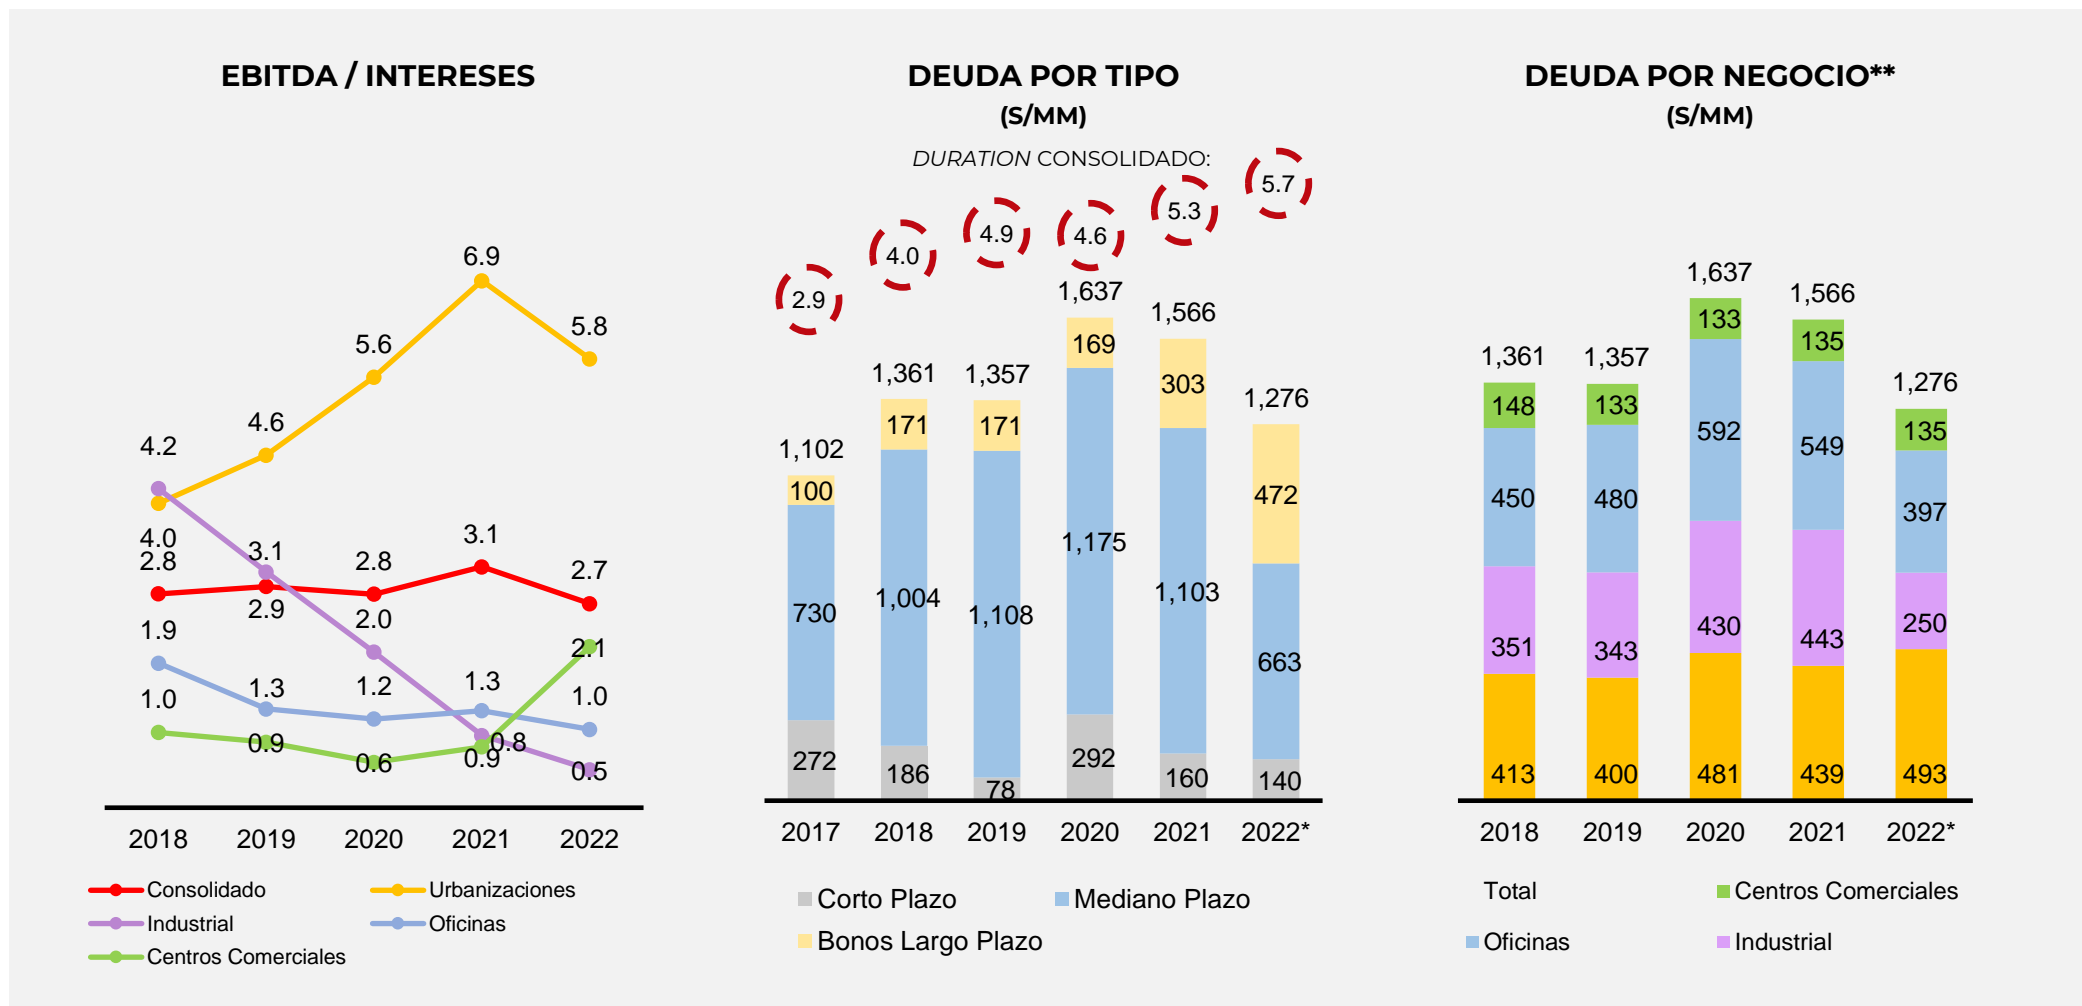 EBITDA / INTERESES
6.9
5.8
5.6
4.6
4.2
4.0
2.8
3.1
2.9
2.8
3.1
2.7
2.0
2.1
1.9
1.3
1.2
1.3
1.0
1.0
0.9
0.6
0.9
0.8
0.5
2018 2019 2020 2021 2022
Consolidado Urbanizaciones
Industrial Oficinas
Centros Comerciales
DEUDA POR TIPO
(S/MM)
DURATION CONSOLIDADO:
2.9 4.0 4.9 4.6 5.3 5.7
1,102 1,361 1,357 1,637 1,566 1,276
100 171 171 169 303 472
730 1,004 1,108 1,175 1,103 663
272 186 78 292 160 140
2017 2018 2019 2020 2021 2022*
Corto Plazo Mediano Plazo
Bonos Largo Plazo
DEUDA POR NEGOCIO**
(S/MM)
1,361 1,357 1,637 1,566 1,276
148 133 133 135 135
450 480 592 549 397
351 343 430 443 250
413 400 481 439 493
2018 2019 2020 2021 2022*
Total Centros Comerciales
Oficinas Industrial